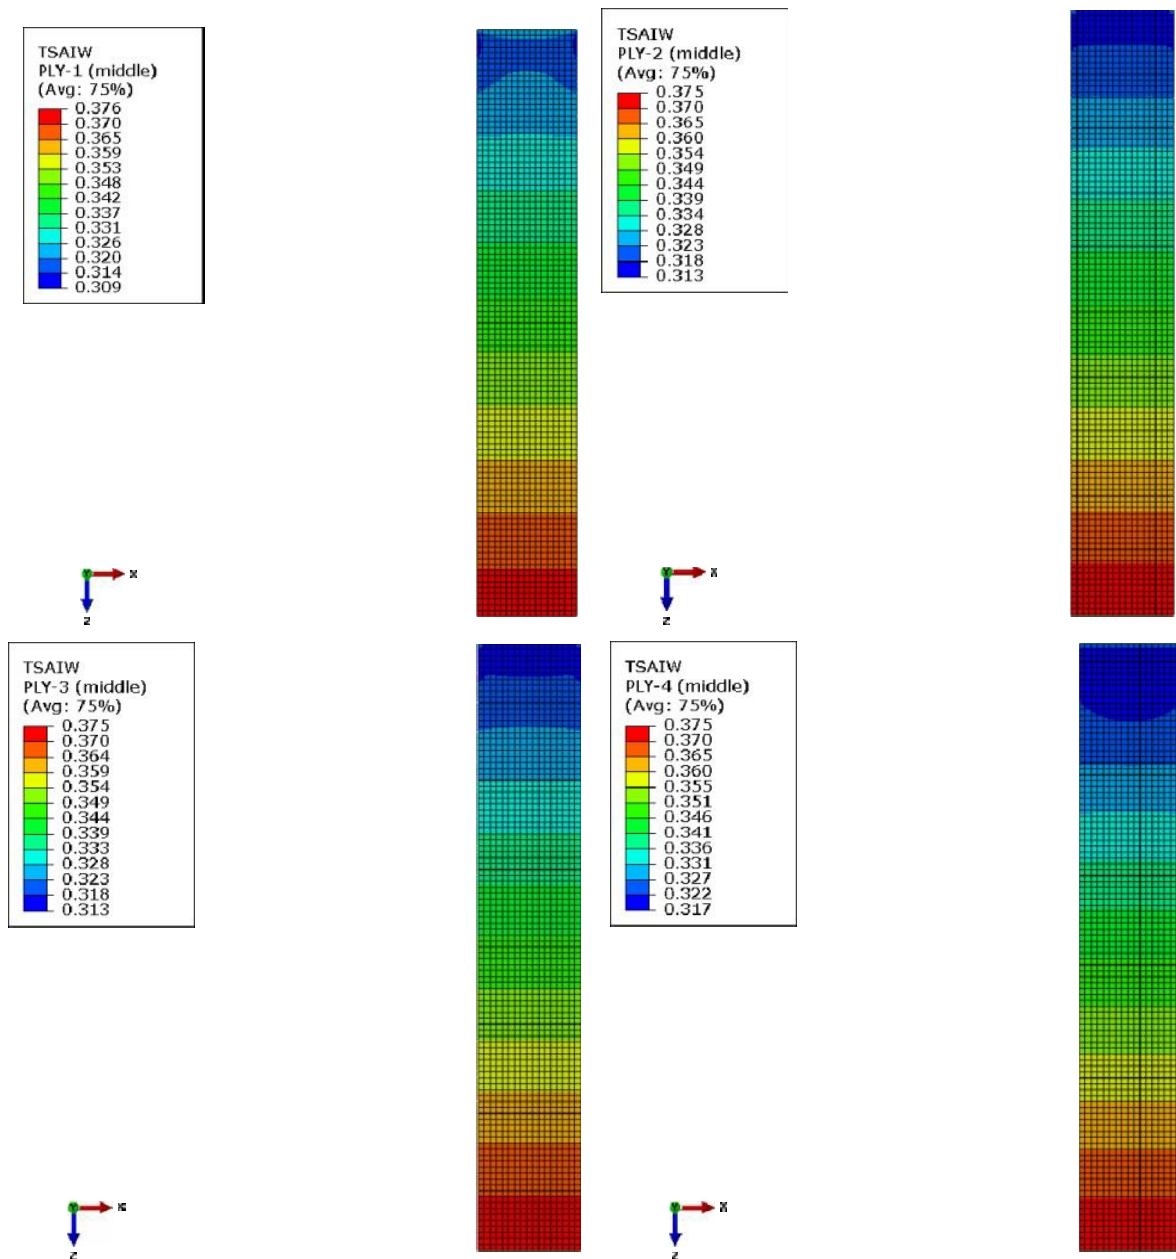 TSAIW
PLY-1 (middle)
(Avg: 75%)
0.376
0.370
0.365
0.359
0.353
0.348
0.342
0.337
0.331
0.326
0.320
0.314
0.309
X
Z
TSAIW
PLY-2 (middle)
(Avg: 75%)
0.375
0.370
0.365
0.360
0.354
0.349
0.344
0.339
0.334
0.328
0.323
0.318
0.313
X
Z
TSAIW
PLY-3 (middle)
(Avg: 75%)
0.375
0.370
0.364
0.359
0.354
0.349
0.344
0.339
0.333
0.328
0.323
0.318
0.313
Z
TSAIW
PLY-4 (middle)
(Avg: 75%)
0.375
0.370
0.365
0.360
0.355
0.351
0.346
0.341
0.336
0.331
0.327
0.322
0.317
X
Z